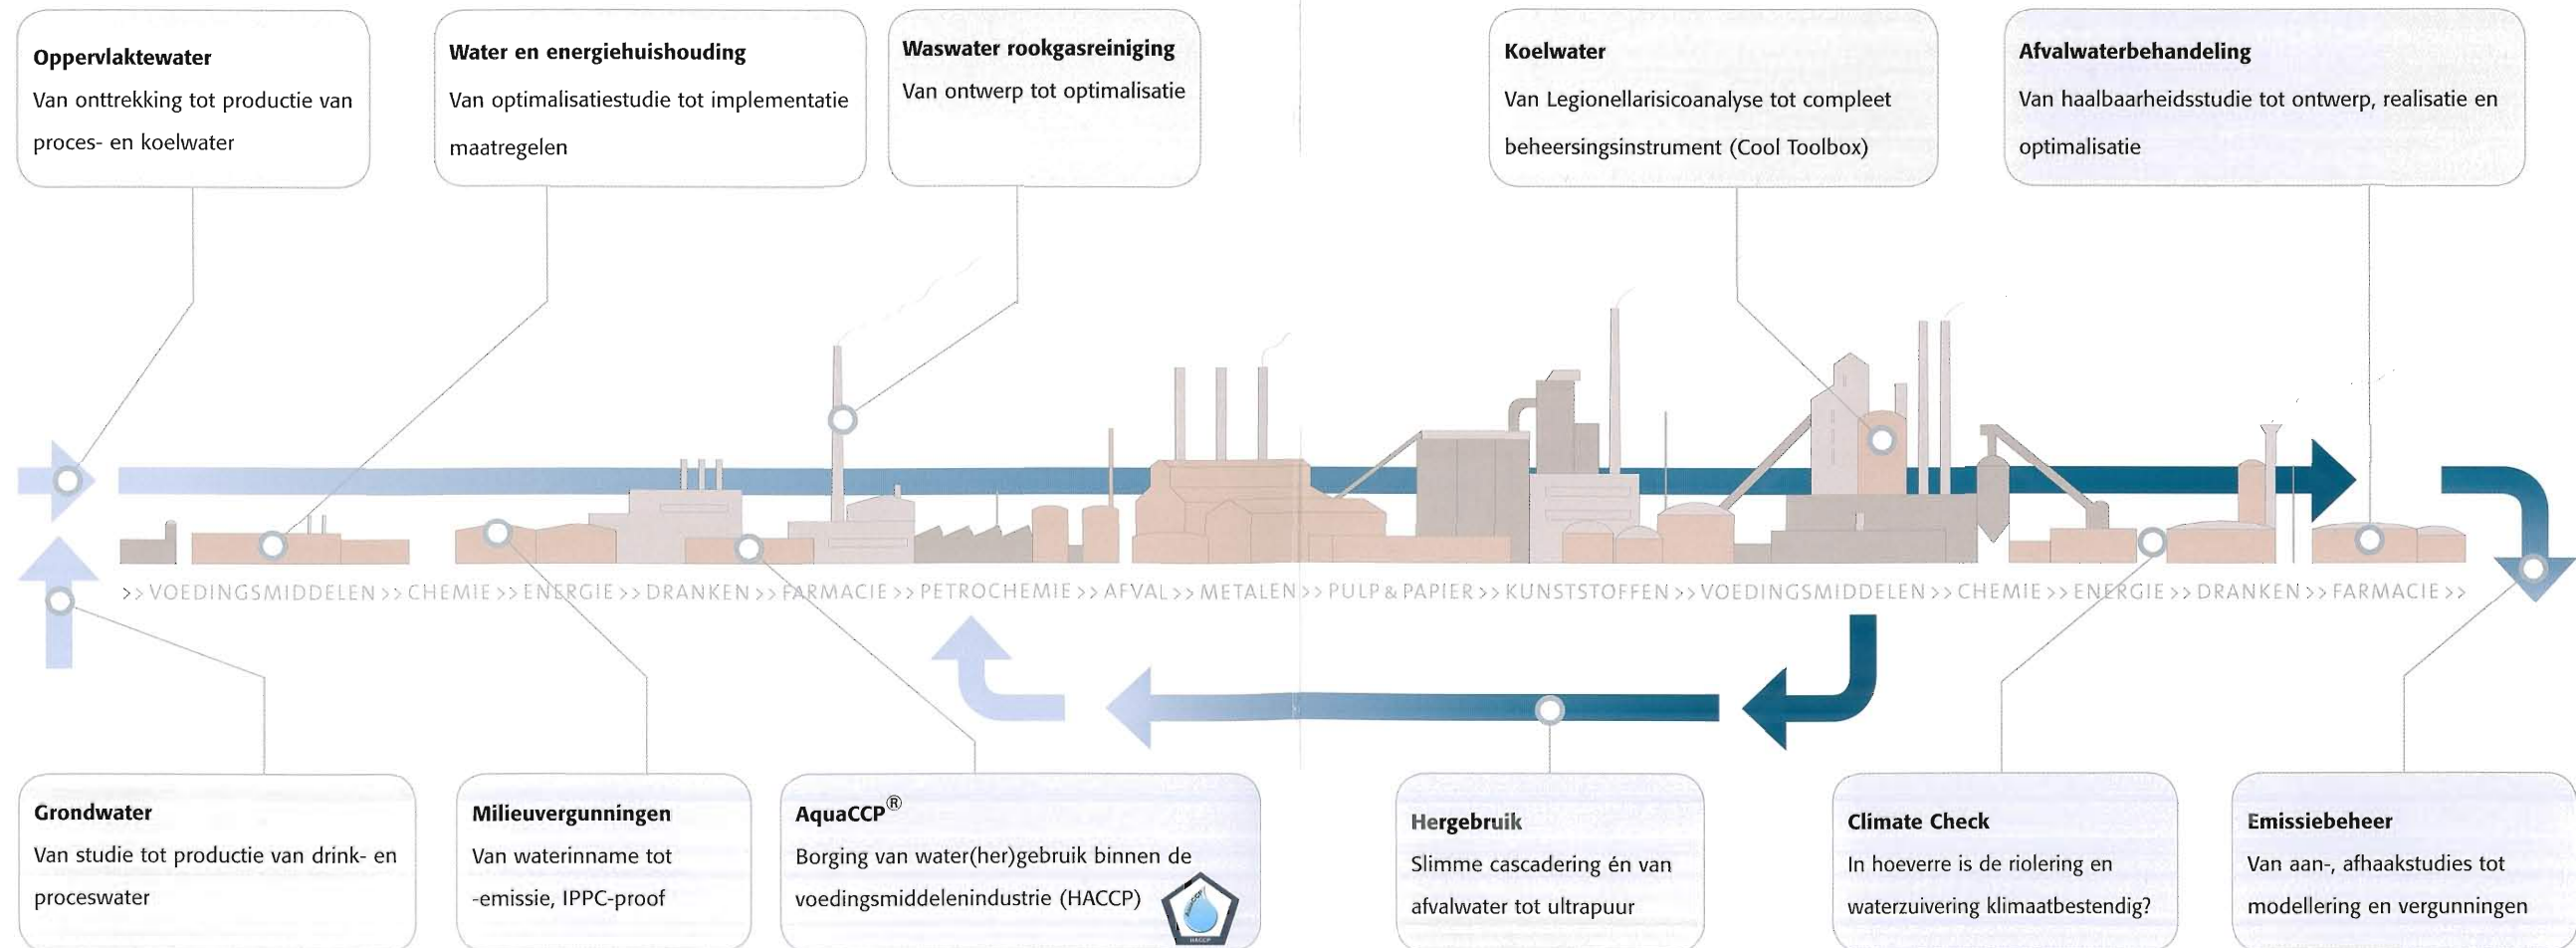 Oppervlaktewater
Van onttrekking tot productie van
proces- en koelwater
Water en energiehuishouding
Van optimalisatiestudie tot implementatie
maatregelen
Waswater rookgasreiniging
Van ontwerp tot optimalisatie
Koelwater
Van Legionellarisicoanalyse tot compleet
beheersingsinstrument (Cool Toolbox)
Afvalwaterbehandeling
Van haalbaarheidsstudie tot ontwerp, realisatie en
optimalisatie
>> VOEDINGSMIDDELEN >> CHEMIE >> ENERGIE >> DRANKEN >> FARMACIE >> PETROCHEMIE >> AFVAL >> METALEN >> PULP & PAPIER >> KUNSTSTOFFEN >> VOEDINGSMIDDELEN >> CHEMIE >> ENERGIE >> DRANKEN >> FARMACIE >>
Grondwater
Van studie tot productie van drink- en
proceswater
Milieuvergunningen
Van waterinname tot
-emissie, IPPC-proof
AquaCCP®
Borging van water(her)gebruik binnen de
voedingsmiddelenindustrie (HACCP)
AquaCCP
HACCP
Hergebruik
Slimme cascadering én van
afvalwater tot ultrapuur
Climate Check
In hoeverre is de riolering en
waterzuivering klimaatbestendig?
Emissiebeheer
Van aan-, afhaakstudies tot
modellering en vergunningen